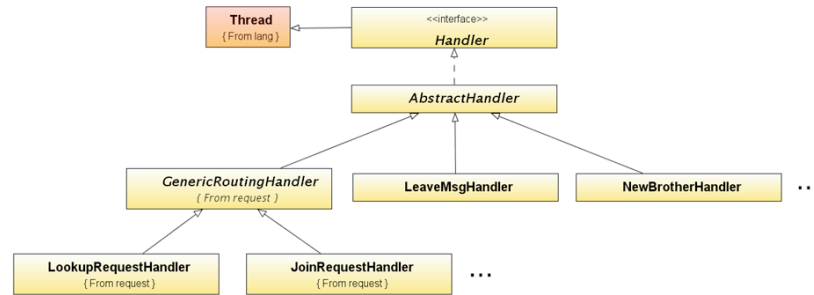 Thread
{ From lang }
<<interface>>
Handler
AbstractHandler
GenericRoutingHandler
{ From request }
LeaveMsgHandler
NewBrotherHandler
..
LookupRequestHandler
{ From request }
JoinRequestHandler
{ From request }
...